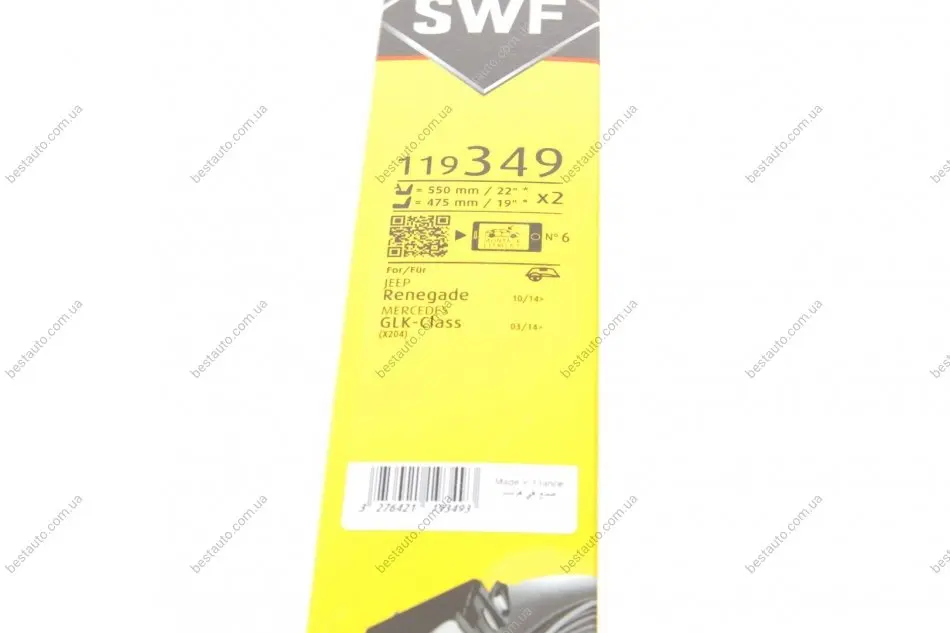 SWF
119349
= 550 mm / 22" *
= 475 mm / 19" *
x2
N° 6
For/Für
JEEP
Renegade 10/14>
MERCEDES
GLK-Class 03/14>
(X204)
Made France
3 276421 193493
bestauto.com.ua